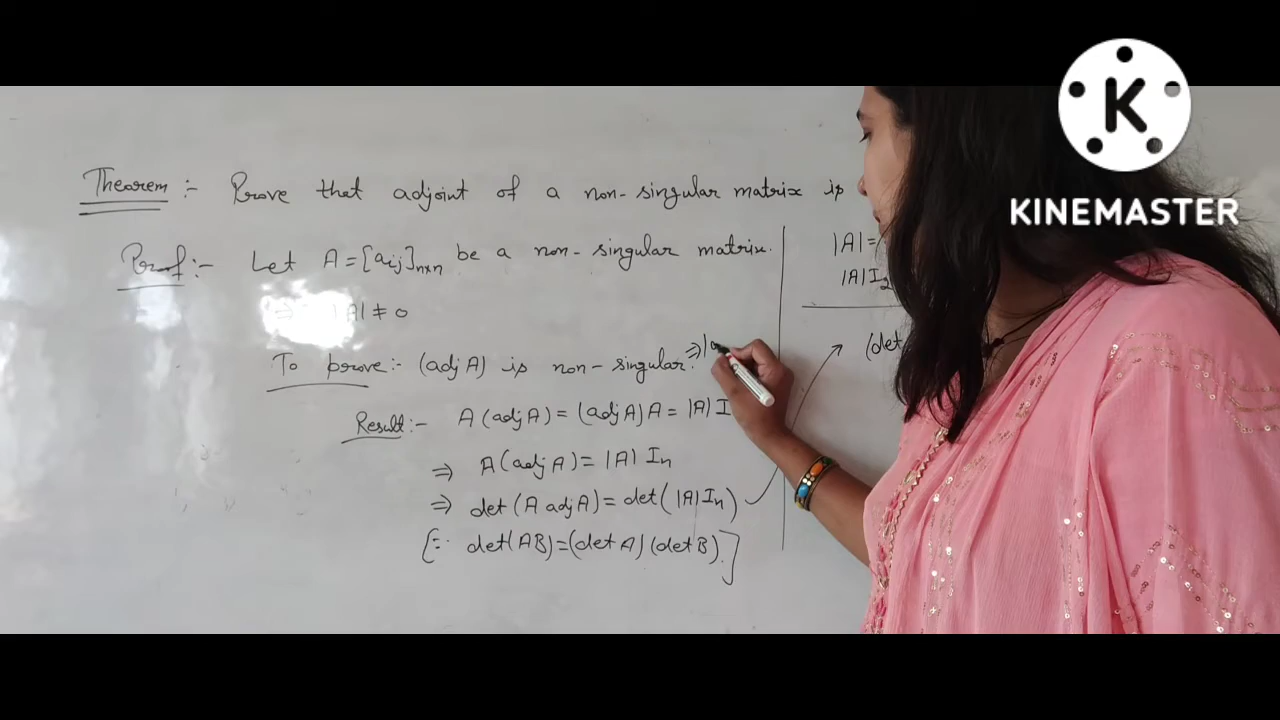 K
KINEMASTER
Theorem :- Prove that adjoint of a non-singular matrix is
Proof :- Let A = [aij]nxn be a non-singular matrix.
|A| ≠ 0
To prove :- (adj A) is non-singular. ⇒
Result :- A (adj A) = (adj A) A = |A| I
⇒ A (adj A) = |A| In
⇒ det (A adj A) = det (|A| In)
[∵ det(AB) = (det A) (det B)]
|A| =
|A| I2
(det